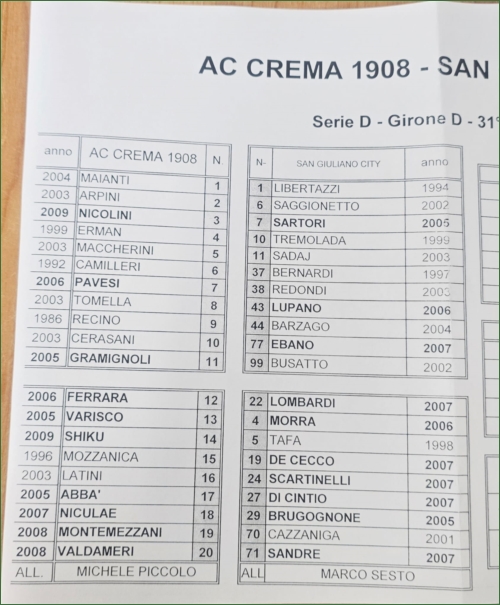 AC CREMA 1908 - SAN
Serie D - Girone D - 31°
anno AC CREMA 1908 N.
2004 MAIANTI 1
2003 ARPINI 2
2009 NICOLINI 3
1999 ERMAN 4
2003 MACCHERINI 5
1992 CAMILLERI 6
2006 PAVESI 7
2003 TOMELLA 8
1986 RECINO 9
2003 CERASANI 10
2005 GRAMIGNOLI 11
2006 FERRARA 12
2005 VARISCO 13
2009 SHIKU 14
1996 MOZZANICA 15
2003 LATINI 16
2005 ABBA' 17
2007 NICULAE 18
2008 MONTEMEZZANI 19
2008 VALDAMERI 20
ALL. MICHELE PICCOLO
N- SAN GIULIANO CITY anno
1 LIBERTAZZI 1994
6 SAGGIONETTO 2002
7 SARTORI 2005
10 TREMOLADA 1999
11 SADAJ 2003
37 BERNARDI 1997
38 REDONDI 2003
43 LUPANO 2006
44 BARZAGO 2004
77 EBANO 2007
99 BUSATTO 2002
22 LOMBARDI 2007
4 MORRA 2006
5 TAFA 1998
19 DE CECCO 2007
24 SCARTINELLI 2007
27 DI CINTIO 2007
29 BRUGOGNONE 2005
70 CAZZANIGA 2001
71 SANDRE 2007
ALL MARCO SESTO